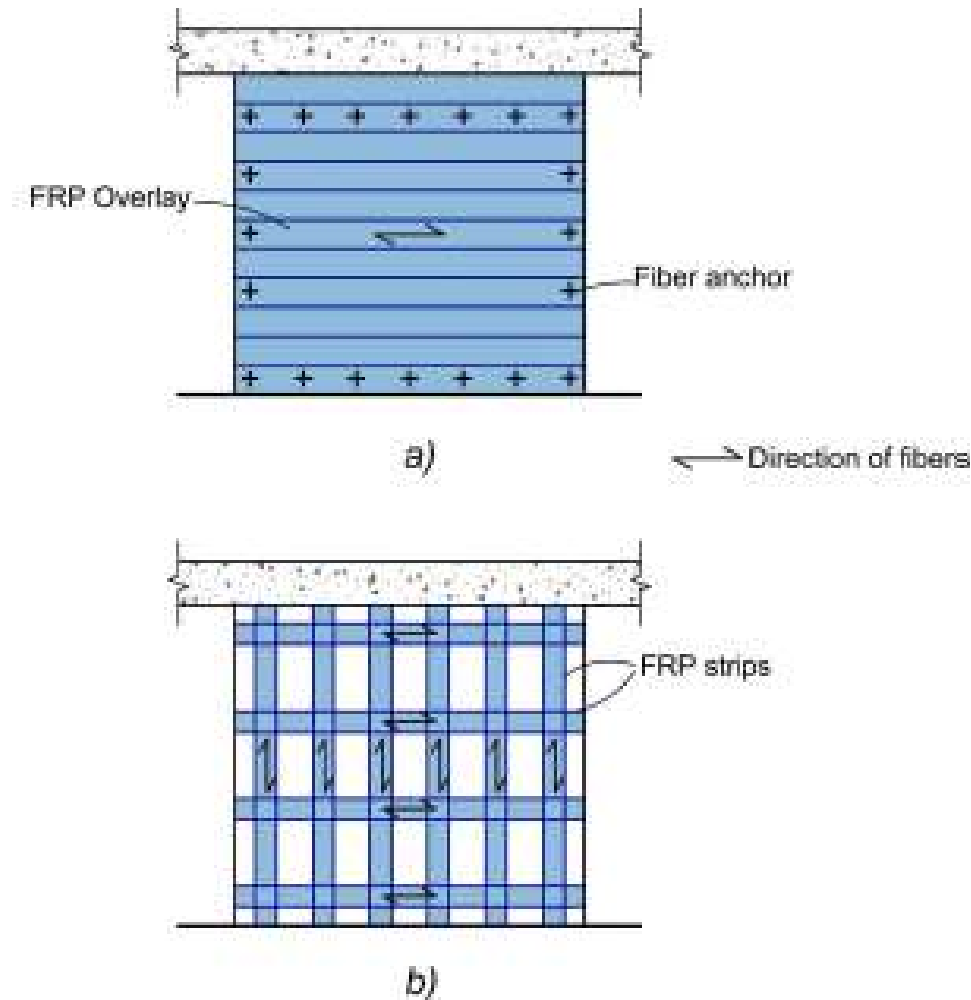 FRP Overlay
Fiber anchor
a)
Direction of fibers
FRP strips
b)